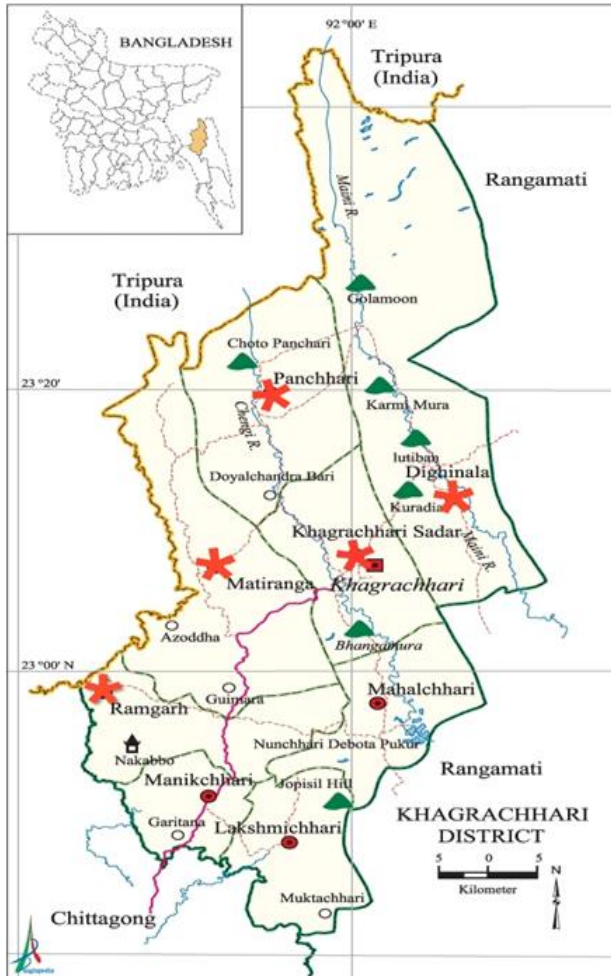 92 °00' E
BANGLADESH
Tripura
(India)
Rangamati
Maini R.
Tripura
(India)
Golamoon
Choto Panchari
23 °20'
Panchhari
Karmi Mura
Chengi R.
lutiban
Dighinala
Doyalchandra Bari
Kuradia
Khagrachhari Sadar
Maini R.
Matiranga
Khagrachhari
Azoddha
Bhangamura
23 °00' N
Guimara
Mahalchhari
Ramgarh
Nunchhari Debota Pukur
Nakabbo
Rangamati
Manikchhari
Jopisil Hill
KHAGRACHHARI
DISTRICT
Garitana
Lakshmichhari
5 0 5
Kilometer
N
S
Muktachhari
Chittagong